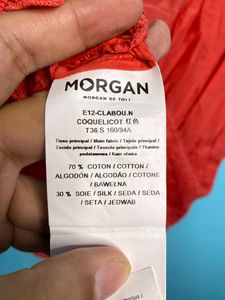 MORGAN
MORGAN DE TOI
E12-CLABOU.N
COQUELICOT 红色
T36 S 160/84A
Tissu principal / Main fabric / Tejido principal / Tessuto principale / Tkanina podstawowa / Kain utama
70 % COTON / COTTON /
ALGODÓN / ALGODÃO / COTONE /
BAWEŁNA
30 % SOIE / SILK / SEDA / SEDA
/ SETA / JEDWAB